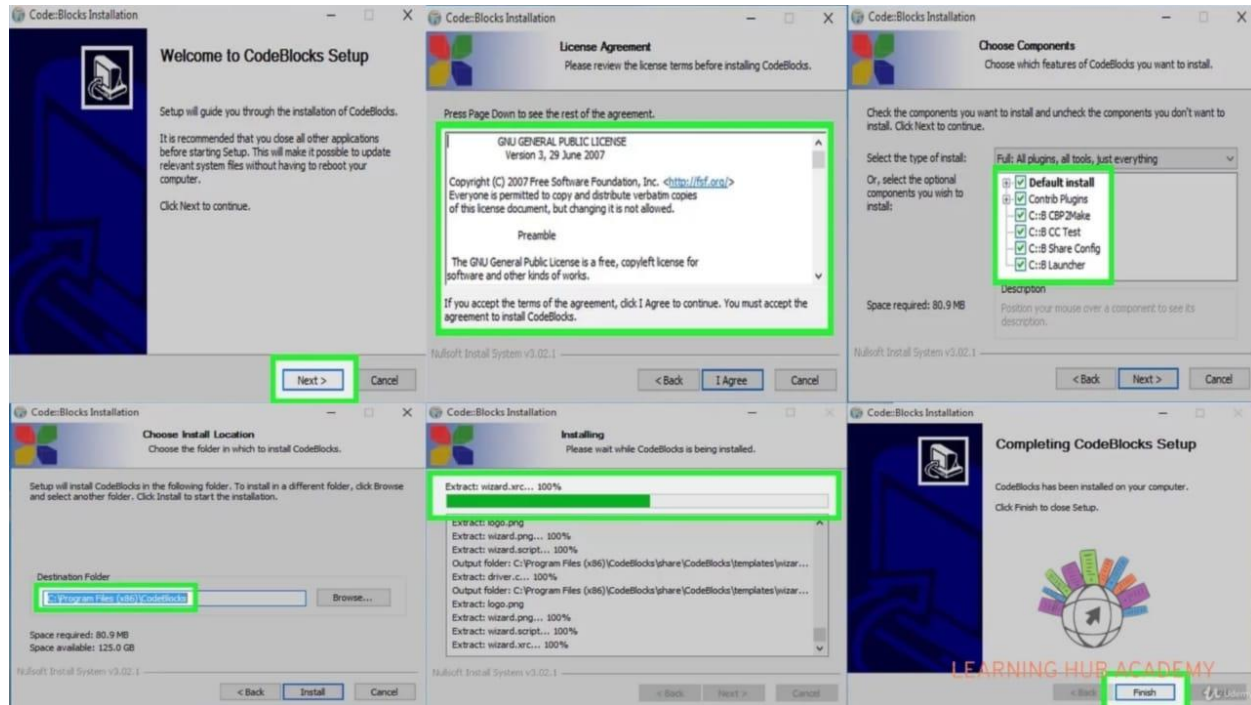 Code::Blocks Installation
Welcome to CodeBlocks Setup
Setup will guide you through the installation of CodeBlocks.
It is recommended that you close all other applications
before starting Setup. This will make it possible to update
relevant system files without having to reboot your
computer.
Click Next to continue.
Next >
Cancel
Code::Blocks Installation
License Agreement
Please review the license terms before installing CodeBlocks.
Press Page Down to see the rest of the agreement.
GNU GENERAL PUBLIC LICENSE
Version 3, 29 June 2007
Copyright (C) 2007 Free Software Foundation, Inc. <http://fsf.org/>
Everyone is permitted to copy and distribute verbatim copies
of this license document, but changing it is not allowed.
Preamble
The GNU General Public License is a free, copyleft license for
software and other kinds of works.
If you accept the terms of the agreement, click I Agree to continue. You must accept the
agreement to install CodeBlocks.
Nullsoft Install System v3.02.1
< Back
I Agree
Cancel
Code::Blocks Installation
Choose Components
Choose which features of CodeBlocks you want to install.
Check the components you want to install and uncheck the components you don't want to
install. Click Next to continue.
Select the type of install:
Full: All plugins, all tools, just everything
Or, select the optional
components you wish to
install:
Default install
Contrib Plugins
C::B CBP2Make
C::B CC Test
C::B Share Config
C::B Launcher
Space required: 80.9 MB
Description
Position your mouse over a component to see its
description.
Nullsoft Install System v3.02.1
< Back
Next >
Cancel
Code::Blocks Installation
Choose Install Location
Choose the folder in which to install CodeBlocks.
Setup will install CodeBlocks in the following folder. To install in a different folder, click Browse
and select another folder. Click Install to start the installation.
Destination Folder
C:\Program Files (x86)\CodeBlocks
Browse...
Space required: 80.9 MB
Space available: 125.0 GB
Nullsoft Install System v3.02.1
< Back
Install
Cancel
Code::Blocks Installation
Installing
Please wait while CodeBlocks is being installed.
Extract: wizard.xrc... 100%
Extract: logo.png
Extract: wizard.png... 100%
Extract: wizard.script... 100%
Output folder: C:\Program Files (x86)\CodeBlocks\share\CodeBlocks\templates\wizar...
Extract: driver.c... 100%
Output folder: C:\Program Files (x86)\CodeBlocks\share\CodeBlocks\templates\wizar...
Extract: logo.png
Extract: wizard.png... 100%
Extract: wizard.script... 100%
Extract: wizard.xrc... 100%
Nullsoft Install System v3.02.1
< Back
Next >
Cancel
Code::Blocks Installation
Completing CodeBlocks Setup
CodeBlocks has been installed on your computer.
Click Finish to close Setup.
LEARNING HUB ACADEMY
< Back
Finish
Udemy